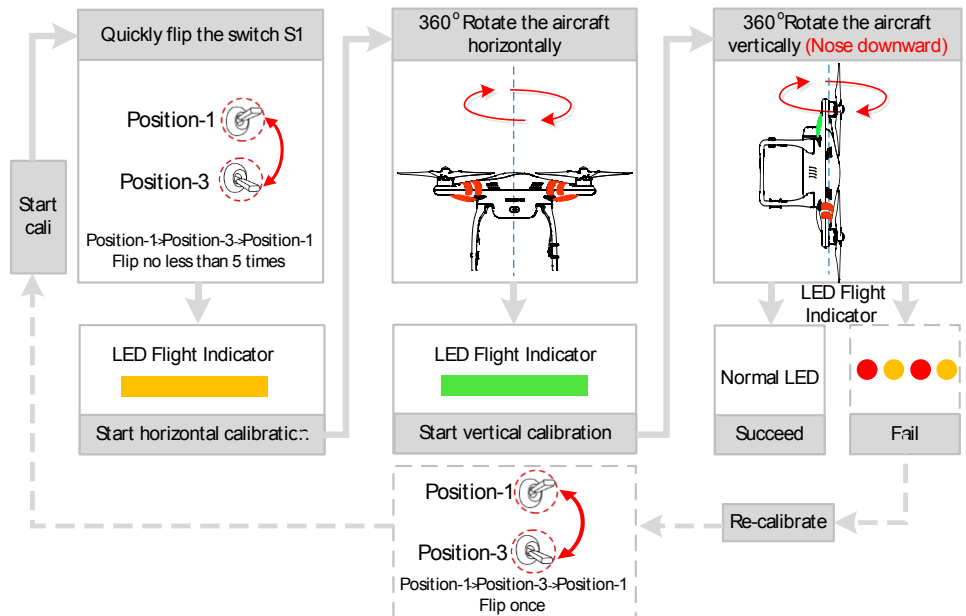 Quickly flip the switch S1
Position-1
Position-3
Position-1>Position-3->Position-1
Flip no less than 5 times
Start
cali
LED Flight Indicator
Start horizontal calibration:
360°Rotate the aircraft
horizontally
LED Flight Indicator
Start vertical calibration
360°Rotate the aircraft
vertically (Nose downward)
LED Flight
Indicator
Normal LED
Succeed
Fail
Re-calibrate
Position-1
Position-3
Position-1>Position-3->Position-1
Flip once